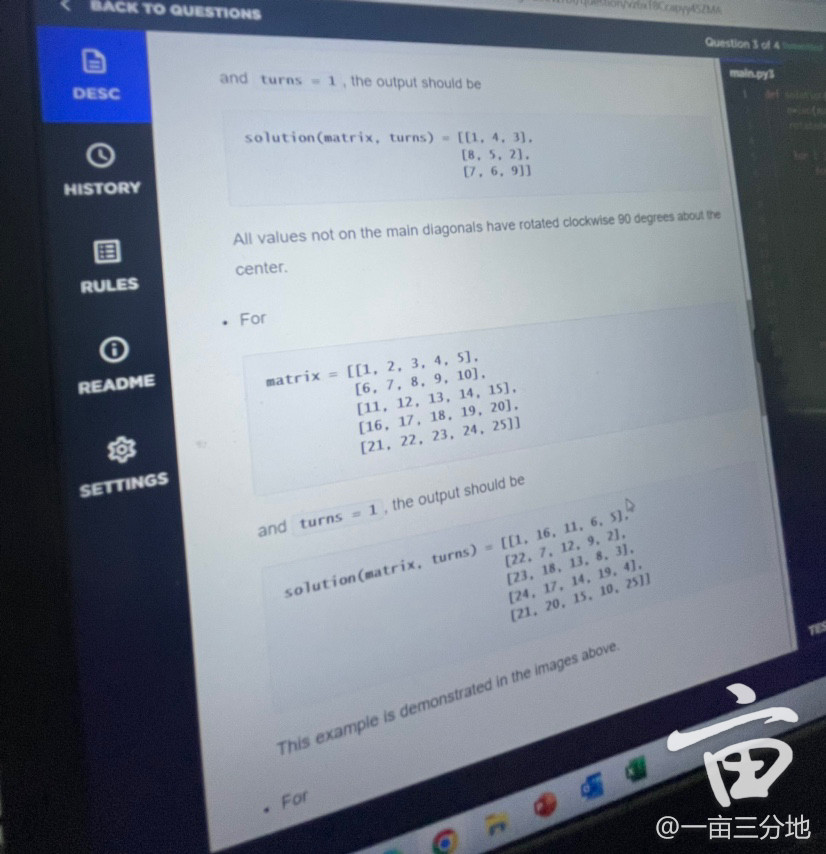 BACK TO QUESTIONS
Question 3 of 4
DESC
HISTORY
RULES
README
SETTINGS
and turns = 1, the output should be
solution(matrix, turns) = [[1, 4, 3],
[8, 5, 2],
[7, 6, 9]]
All values not on the main diagonals have rotated clockwise 90 degrees about the
center.
• For
matrix = [[1, 2, 3, 4, 5],
[6, 7, 8, 9, 10],
[11, 12, 13, 14, 15],
[16, 17, 18, 19, 20],
[21, 22, 23, 24, 25]]
and turns = 1, the output should be
solution(matrix, turns) = [[1, 16, 11, 6, 5],
[22, 7, 12, 9, 2],
[23, 18, 13, 8, 3],
[24, 17, 14, 19, 4],
[21, 20, 15, 10, 25]]
This example is demonstrated in the images above.
• For
main.py3
1 def
亩
@一亩三分地